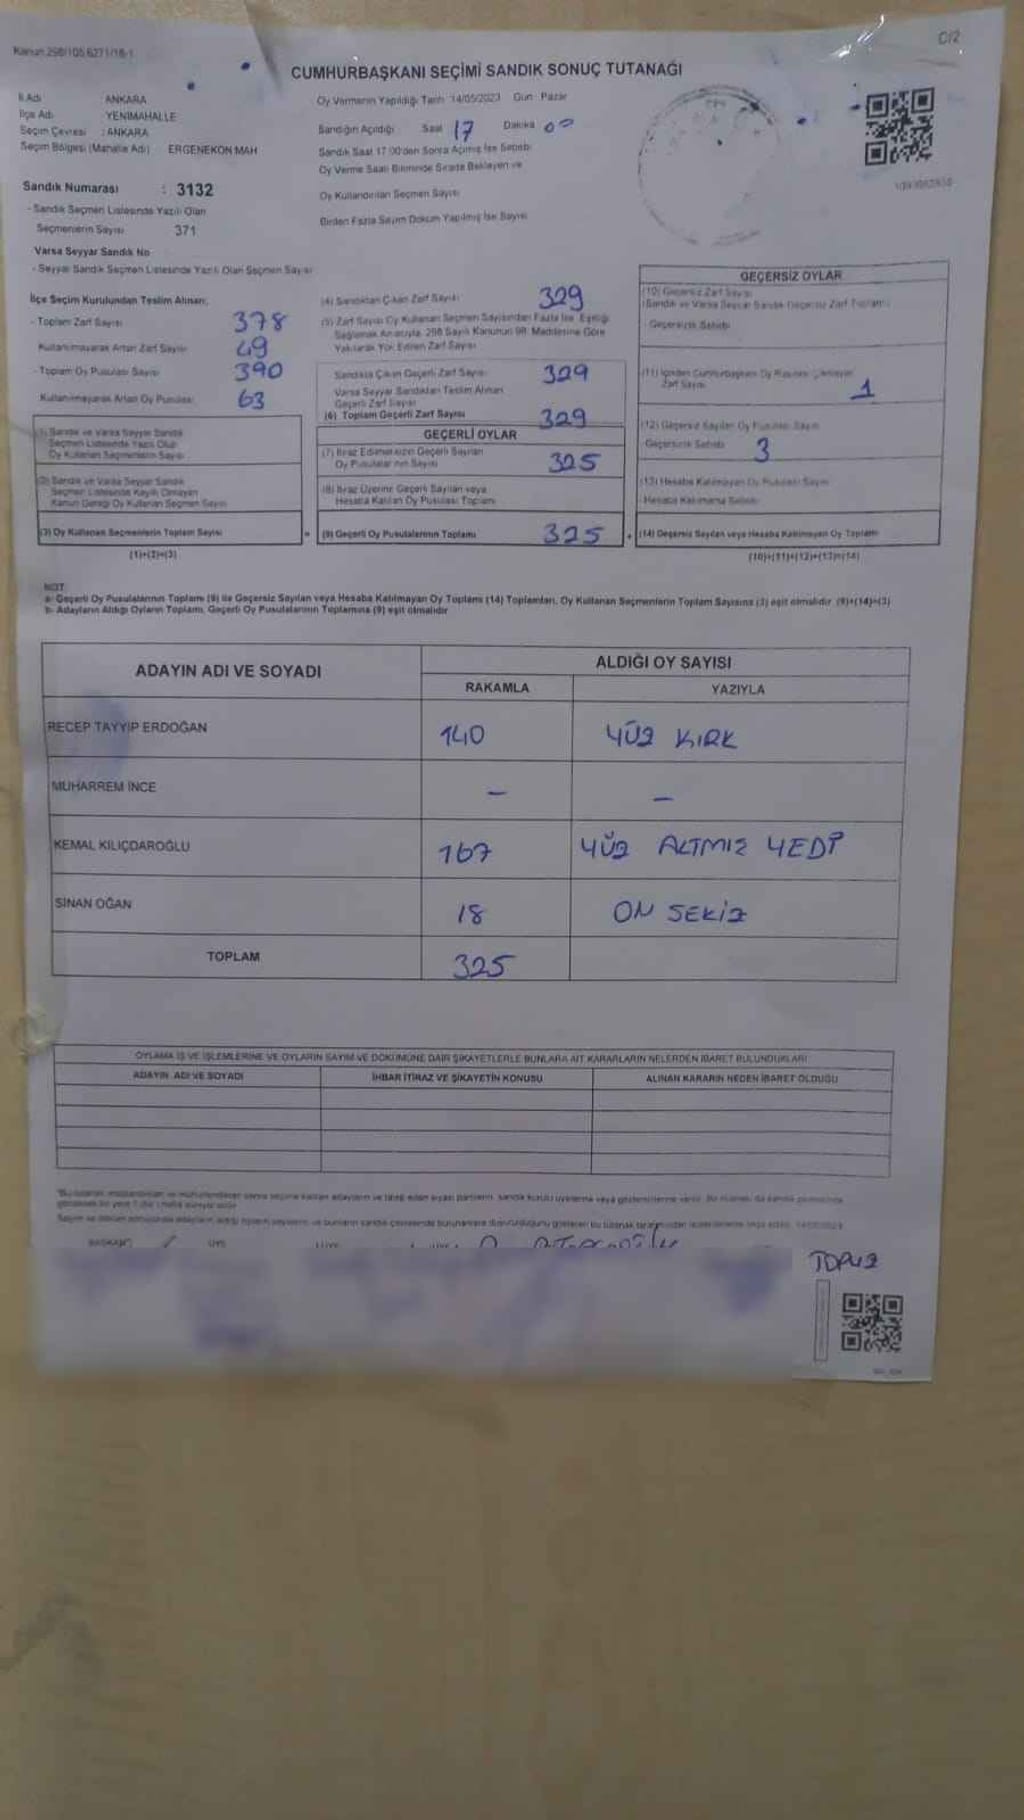 Kanun 298/105 6271/18-1
C/2
CUMHURBAŞKANI SEÇİMİ SANDIK SONUÇ TUTANAĞI
İl Adı : ANKARA
İlçe Adı : YENİMAHALLE
Seçim Çevresi : ANKARA
Seçim Bölgesi (Mahalle Adı) ERGENEKON MAH
Oy Vermenin Yapıldığı Tarih 14/05/2023 Gün Pazar
Sandığın Açıldığı Saat 17 Dakika 00
Sandık Saat 17:00'den Sonra Açılmış İse Sebebi
Oy Verme Saati Bitiminde Sırada Bekleyen ve
Oy Kullandırılan Seçmen Sayısı
Birden Fazla Sayım Döküm Yapılmış İse Sayısı
Sandık Numarası : 3132
- Sandık Seçmen Listesinde Yazılı Olan
Seçmenlerin Sayısı 371
Varsa Seyyar Sandık No
- Seyyar Sandık Seçmen Listesinde Yazılı Olan Seçmen Sayısı
İlçe Seçim Kurulundan Teslim Alınan;
- Toplam Zarf Sayısı 378
Kullanılmayarak Artan Zarf Sayısı 49
- Toplam Oy Pusulası Sayısı 390
Kullanılmayarak Artan Oy Pusulası 63
(1) Sandık ve Varsa Seyyar Sandık
Seçmen Listesinde Yazılı Olup
Oy Kullanan Seçmenlerin Sayısı
(2) Sandık ve Varsa Seyyar Sandık
Seçmen Listesinde Kayıtlı Olmayan
Kanun Gereği Oy Kullanan Seçmen Sayısı
(3) Oy Kullanan Seçmenlerin Toplam Sayısı
(1)+(2)=(3)
(4) Sandıktan Çıkan Zarf Sayısı 329
(5) Zarf Sayısı Oy Kullanan Seçmen Sayısından Fazla İse, Eşitliği
Sağlamak Amacıyla, 298 Sayılı Kanunun 98. Maddesine Göre
Yakılarak Yok Edilen Zarf Sayısı
Sandıkta Çıkan Geçerli Zarf Sayısı 329
Varsa Seyyar Sandıktan Teslim Alınan
Geçerli Zarf Sayısı
(6) Toplam Geçerli Zarf Sayısı 329
GEÇERLİ OYLAR
(7) İtiraz Edilmeksizin Geçerli Sayılan
Oy Pusulalarının Sayısı 325
(8) İtiraz Üzerine Geçerli Sayılan veya
Hesaba Katılan Oy Pusulası Toplamı
(9) Geçerli Oy Pusulalarının Toplamı 325
GEÇERSİZ OYLAR
(10) Geçersiz Zarf Sayısı
(Sandık ve Varsa Seyyar Sandık Geçersiz Zarf Toplamı)
Geçersizlik Sebebi
(11) İçinden Cumhurbaşkanı Oy Pusulası Çıkmayan
Zarf Sayısı 1
(12) Geçersiz Sayılan Oy Pusulası Sayısı
Geçersizlik Sebebi 3
(13) Hesaba Katılmayan Oy Pusulası Sayısı
Hesaba Katılmama Sebebi
(14) Geçersiz Sayılan veya Hesaba Katılmayan Oy Toplamı
(10)+(11)+(12)+(13)=(14)
NOT:
a- Geçerli Oy Pusulalarının Toplamı (9) ile Geçersiz Sayılan veya Hesaba Katılmayan Oy Toplamı (14) Toplamları, Oy Kullanan Seçmenlerin Toplam Sayısına (3) eşit olmalıdır (9)+(14)=(3)
b- Adayların Aldığı Oyların Toplamı, Geçerli Oy Pusulalarının Toplamına (9) eşit olmalıdır
ADAYIN ADI VE SOYADI
ALDIĞI OY SAYISI
RAKAMLA YAZIYLA
RECEP TAYYİP ERDOĞAN 140 YÜZ KIRK
MUHARREM İNCE - -
KEMAL KILIÇDAROĞLU 167 YÜZ ALTMIZ YEDİ
SİNAN OĞAN 18 ON SEKİZ
TOPLAM 325
OYLAMA İŞ VE İŞLEMLERİNE VE OYLARIN SAYIM VE DÖKÜMÜNE DAİR ŞİKAYETLERLE BUNLARA AİT KARARLARIN NELERDEN İBARET BULUNDUKLARI
ADAYIN ADI VE SOYADI İHBAR İTİRAZ VE ŞİKAYETİN KONUSU ALINAN KARARIN NEDEN İBARET OLDUĞU
BAŞKAN ÜYE ÜYE
TOPUZ